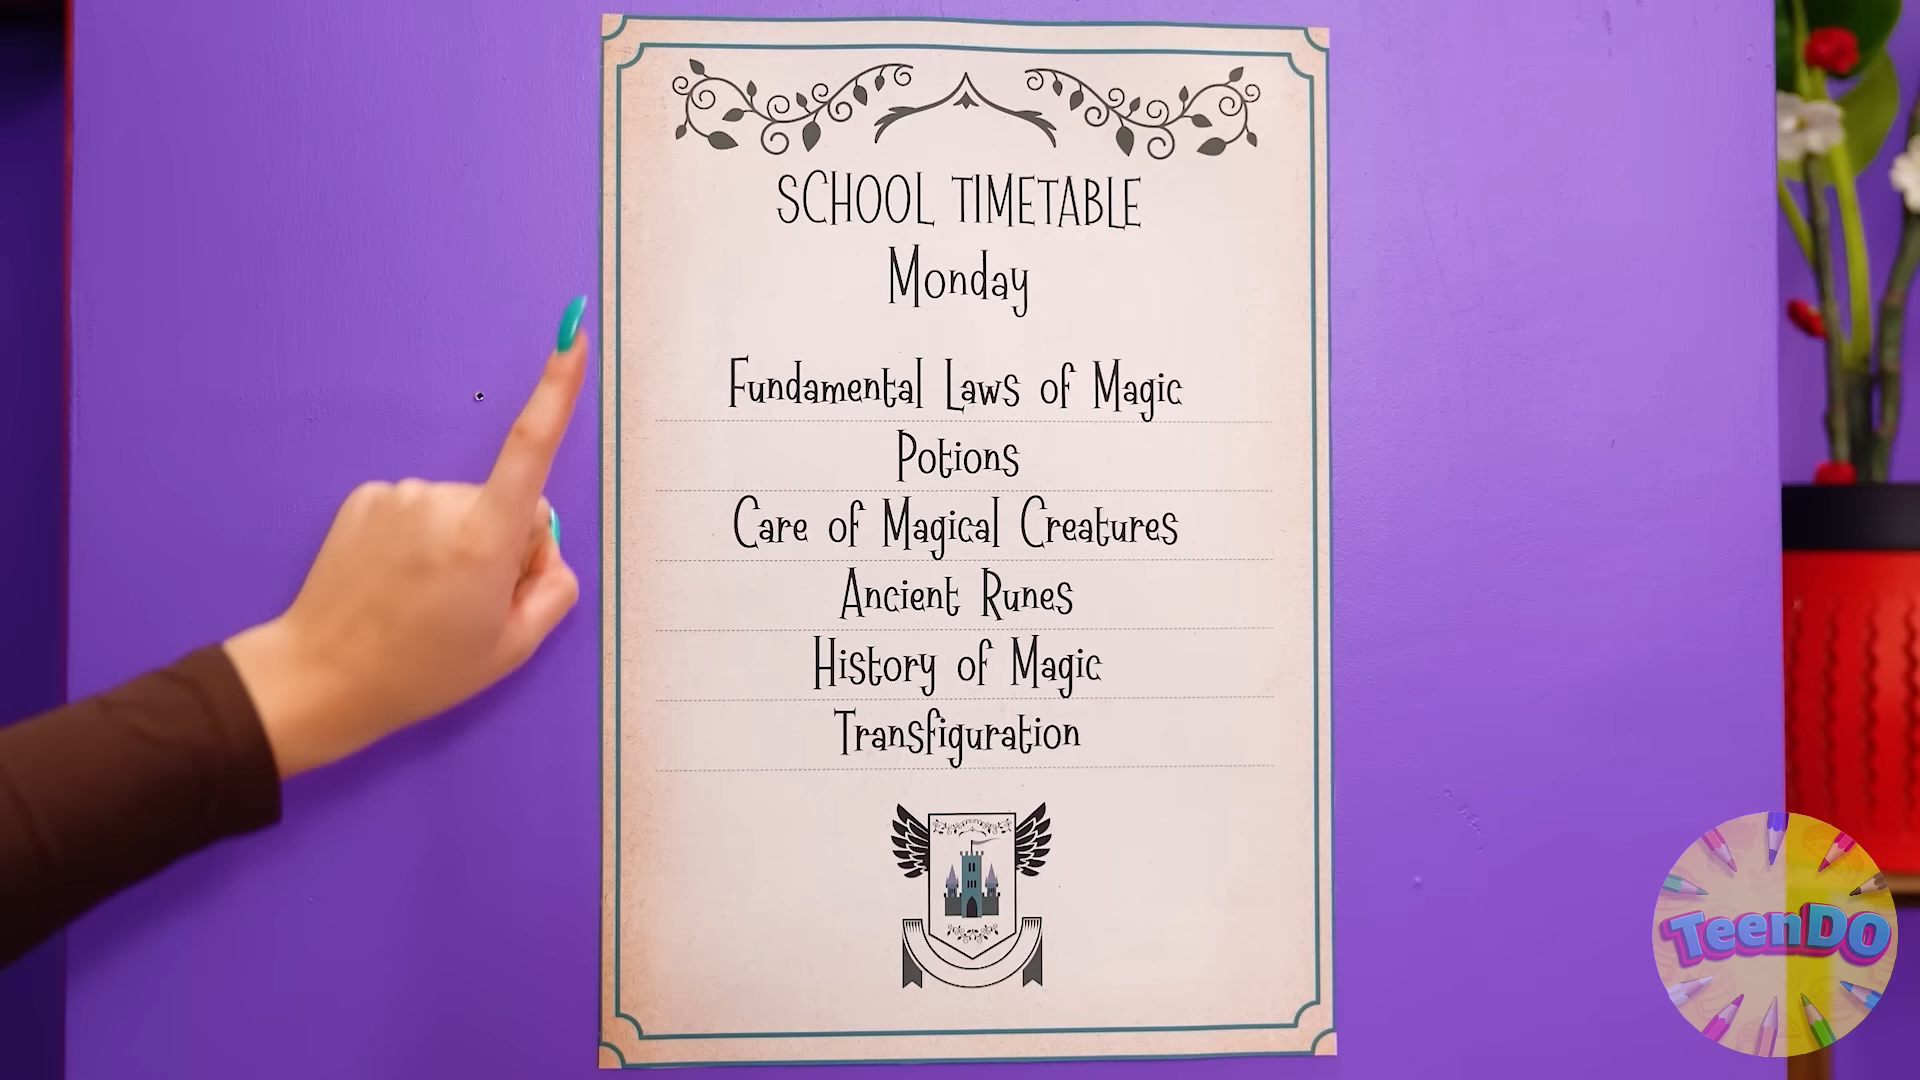 SCHOOL TIMETABLE
Monday
Fundamental Laws of Magic
Potions
Care of Magical Creatures
Ancient Runes
History of Magic
Transfiguration
TeenDO